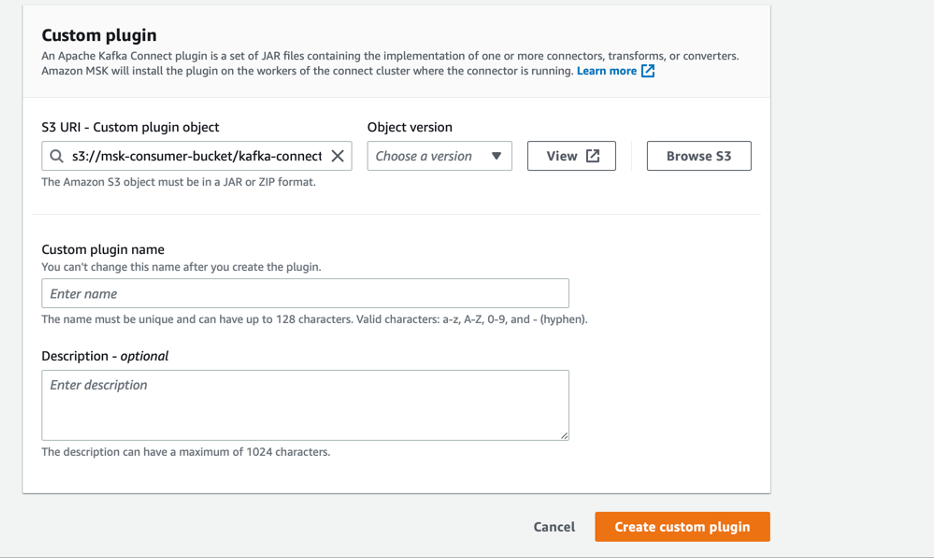 Custom plugin
An Apache Kafka Connect plugin is a set of JAR files containing the implementation of one or more connectors, transforms, or converters.
Amazon MSK will install the plugin on the workers of the connect cluster where the connector is running. Learn more
S3 URI - Custom plugin object
Object version
s3://msk-consumer-bucket/kafka-connect
Choose a version
View
Browse S3
The Amazon S3 object must be in a JAR or ZIP format.
Custom plugin name
You can't change this name after you create the plugin.
Enter name
The name must be unique and can have up to 128 characters. Valid characters: a-z, A-Z, 0-9, and - (hyphen).
Description - optional
Enter description
The description can have a maximum of 1024 characters.
Cancel
Create custom plugin